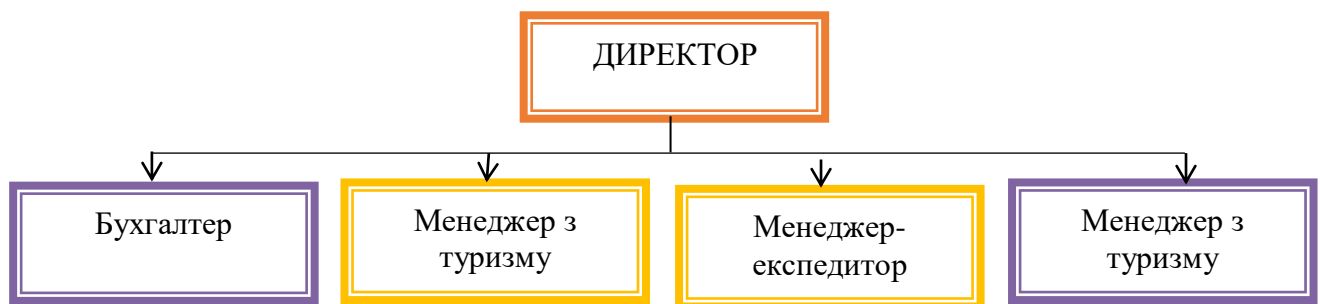 ДИРЕКТОР
Бухгалтер
Менеджер з
туризму
Менеджер-
експедитор
Менеджер з
туризму